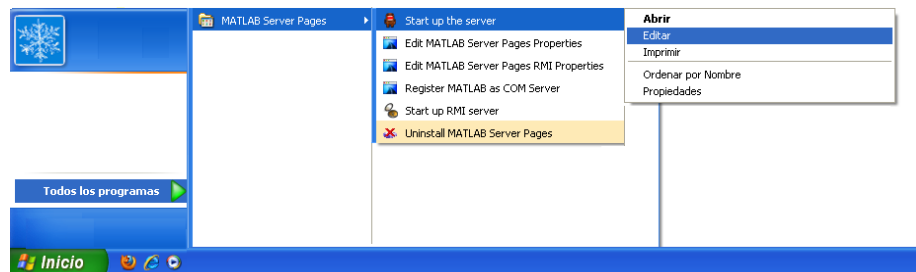 MATLAB Server Pages
Start up the server
Edit MATLAB Server Pages Properties
Edit MATLAB Server Pages RMI Properties
Register MATLAB as COM Server
Start up RMI server
Uninstall MATLAB Server Pages
Abrir
Editar
Imprimir
Ordenar por Nombre
Propiedades
Todos los programas
Inicio